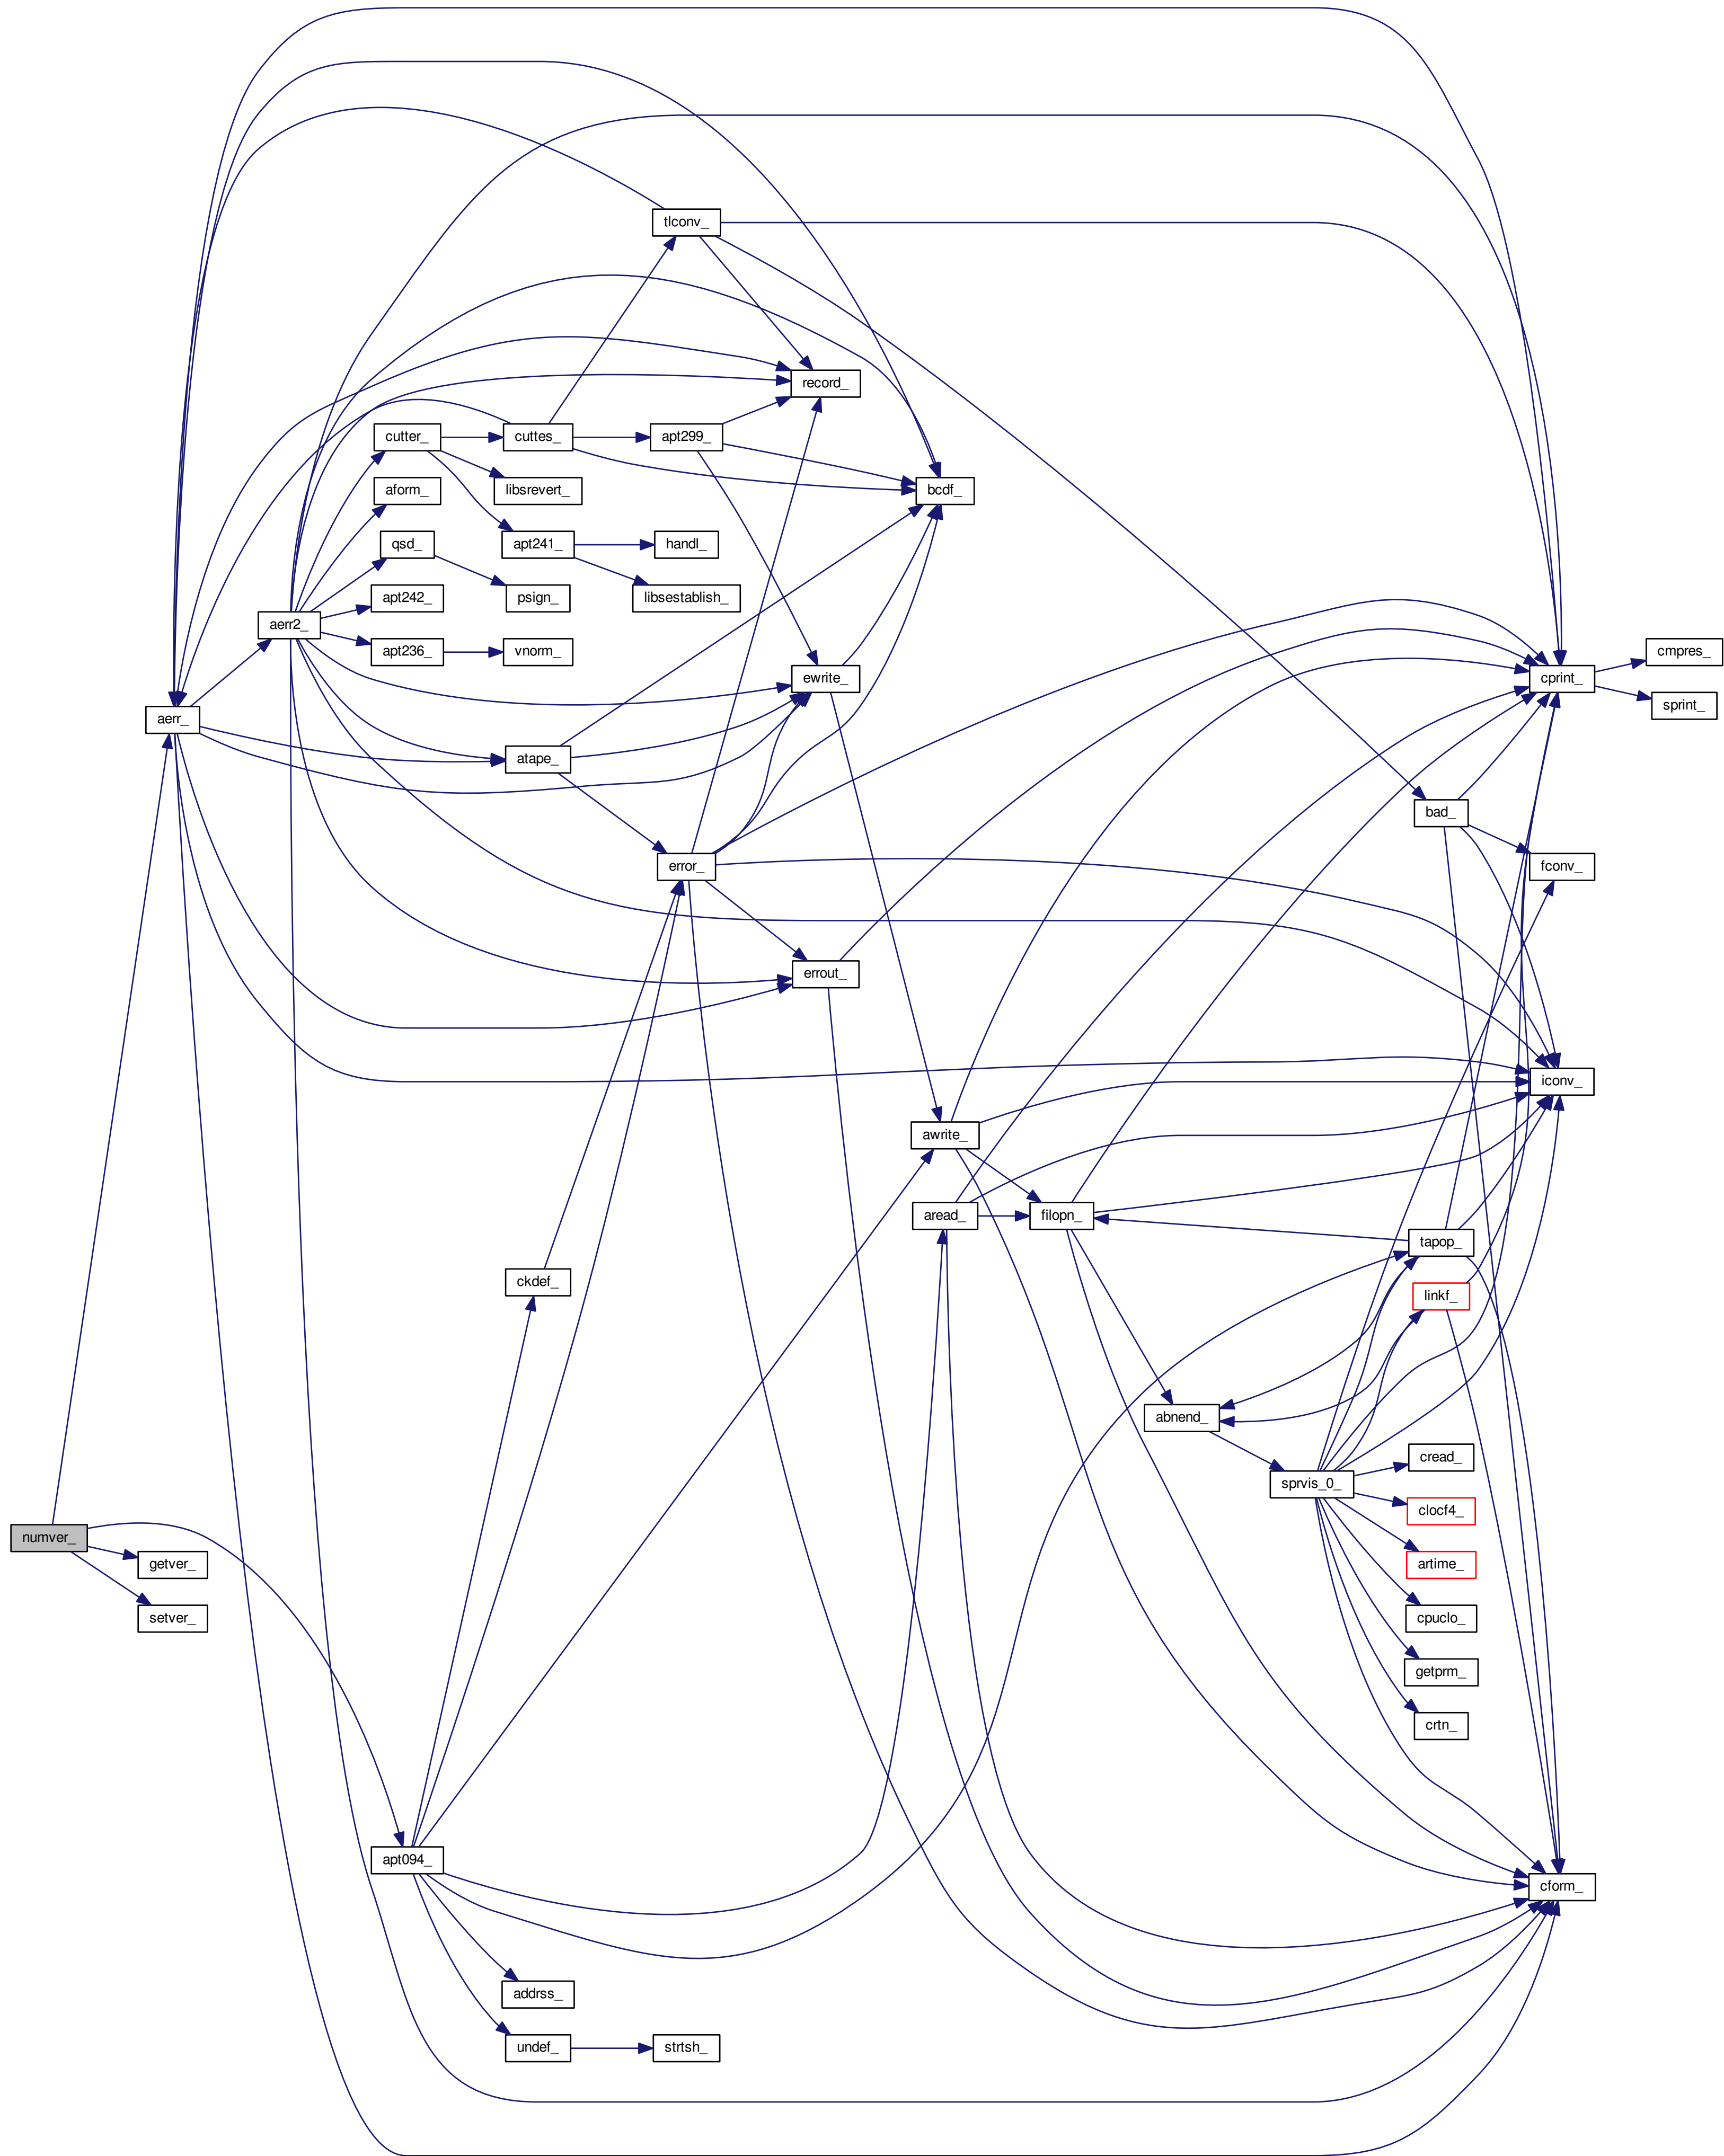 tlconv_
record_
cutter_
cuttes_
apt299_
aform_
libsrevert_
bcdf_
qsd_
apt241_
handl_
apt242_
psign_
libsestablish_
aerr2_
apt236_
vnorm_
cmpres_
ewrite_
cprint_
sprint_
aerr_
atape_
bad_
error_
fconv_
errout_
iconv_
awrite_
aread_
filopn_
tapop_
ckdef_
linkf_
abnend_
cread_
sprvis_0_
clocf4_
numver_
getver_
artime_
setver_
cpuclo_
getprm_
crtn_
apt094_
cform_
addrss_
undef_
strtsh_